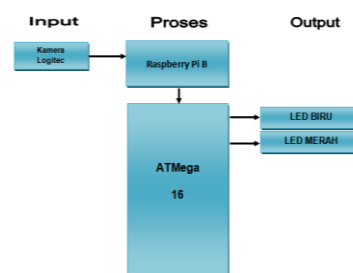 Input Proses Output
Kamera
Logitec
Raspberry Pi B
LED BIRU
LED MERAH
ATMega
16